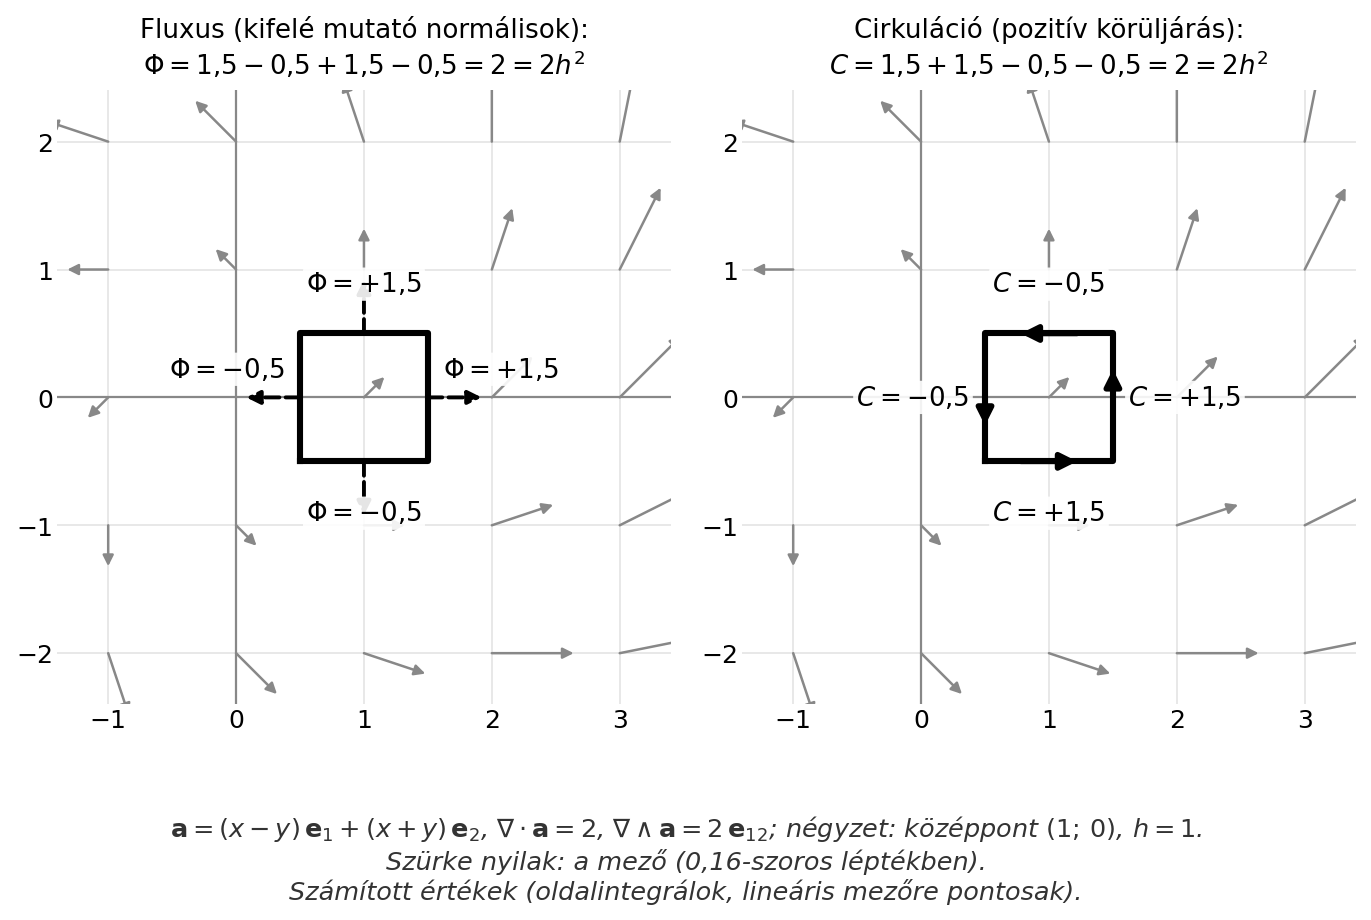 Fluxus (kifelé mutató normálisok):
Φ = 1,5 − 0,5 + 1,5 − 0,5 = 2 = 2h²
Cirkuláció (pozitív körüljárás):
C = 1,5 + 1,5 − 0,5 − 0,5 = 2 = 2h²
2
1
0
−1
−2
−1 0 1 2 3
Φ = +1,5
Φ = −0,5
Φ = +1,5
Φ = −0,5
2
1
0
−1
−2
−1 0 1 2 3
C = −0,5
C = −0,5
C = +1,5
C = +1,5
a = (x − y) e₁ + (x + y) e₂, ∇ · a = 2, ∇ ∧ a = 2 e₁₂; négyzet: középpont (1; 0), h = 1.
Szürke nyilak: a mező (0,16-szoros léptékben).
Számított értékek (oldalintegrálok, lineáris mezőre pontosak).